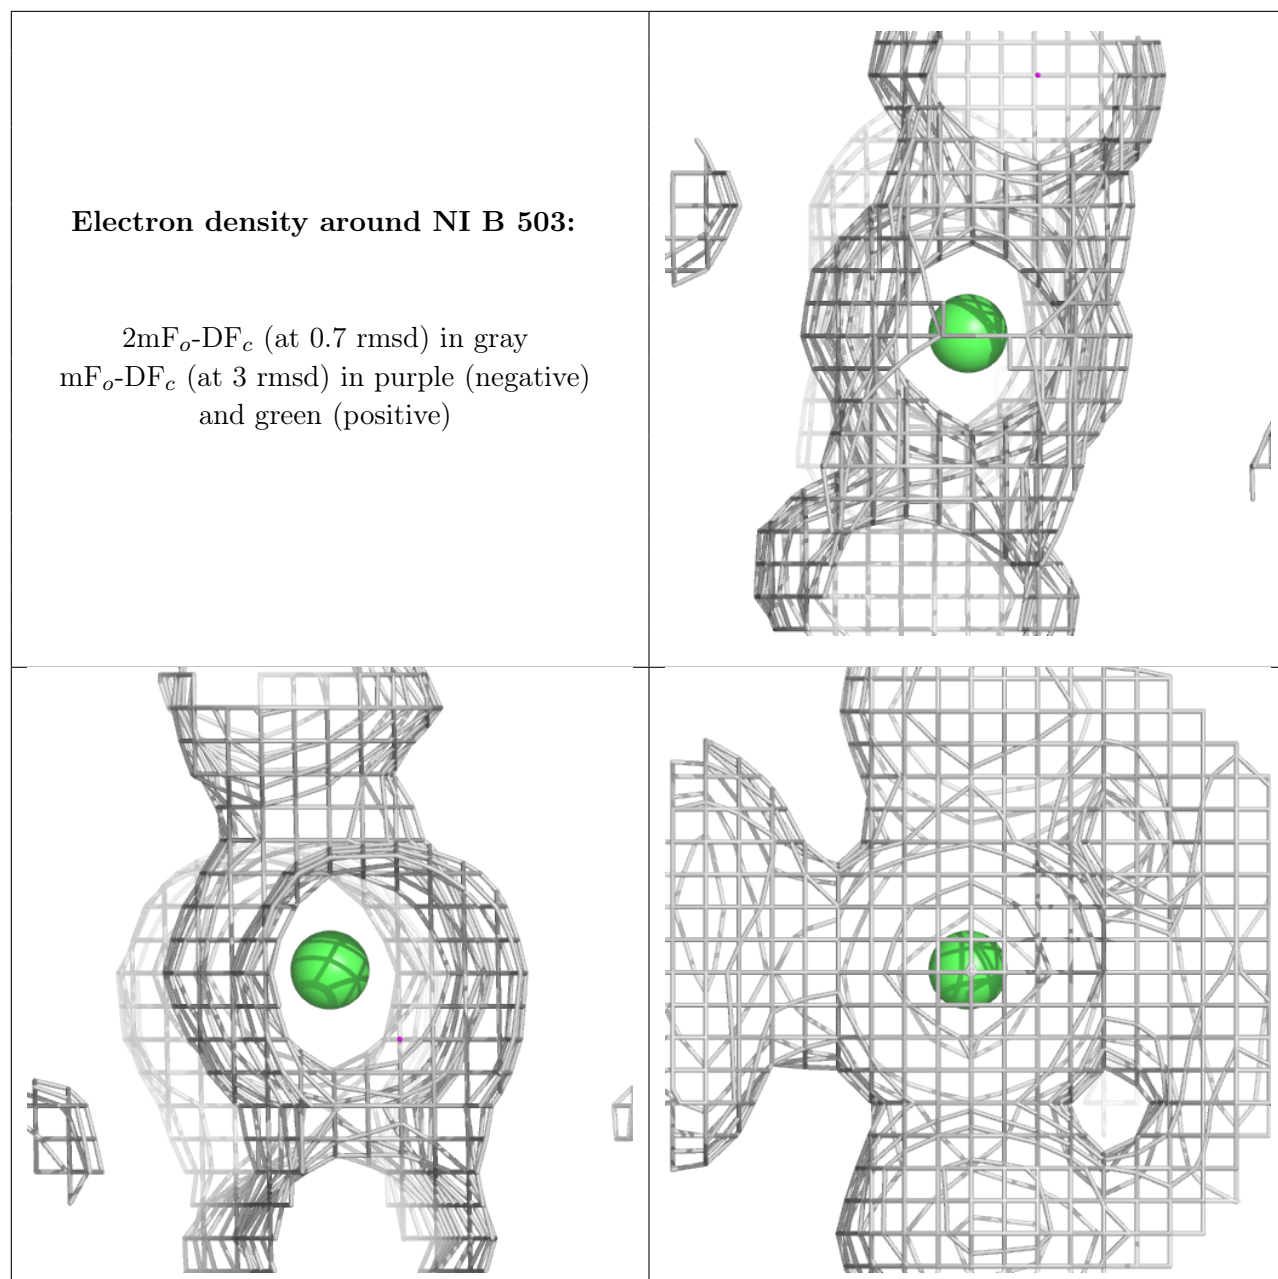 Electron density around NI B 503:
2mFo-DFc (at 0.7 rmsd) in gray
mFo-DFc (at 3 rmsd) in purple (negative)
and green (positive)